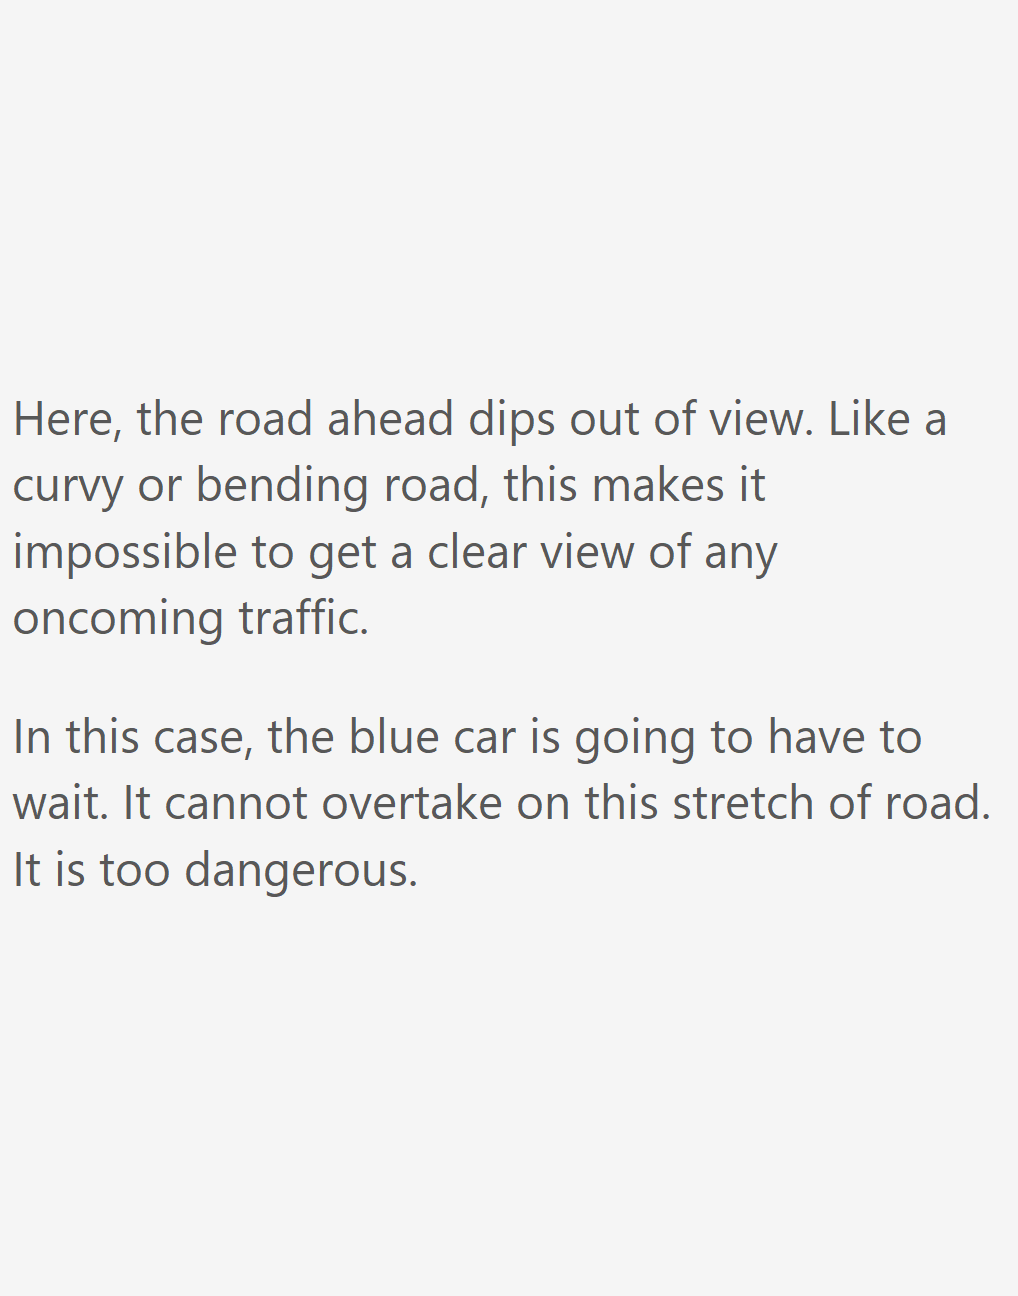 Here, the road ahead dips out of view. Like a
curvy or bending road, this makes it
impossible to get a clear view of any
oncoming traffic.
In this case, the blue car is going to have to
wait. It cannot overtake on this stretch of road.
It is too dangerous.